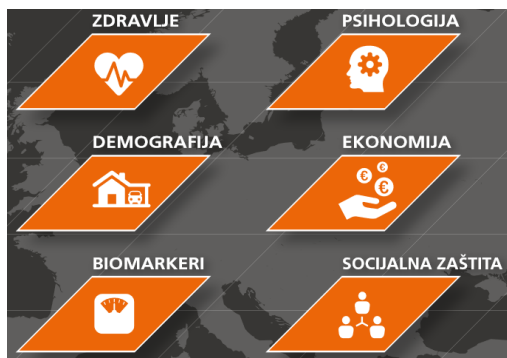 ZDRAVLJE
PSIHOLOGIJA
DEMOGRAFIJA
EKONOMIJA
BIOMARKERI
SOCIJALNA ZAŠTITA